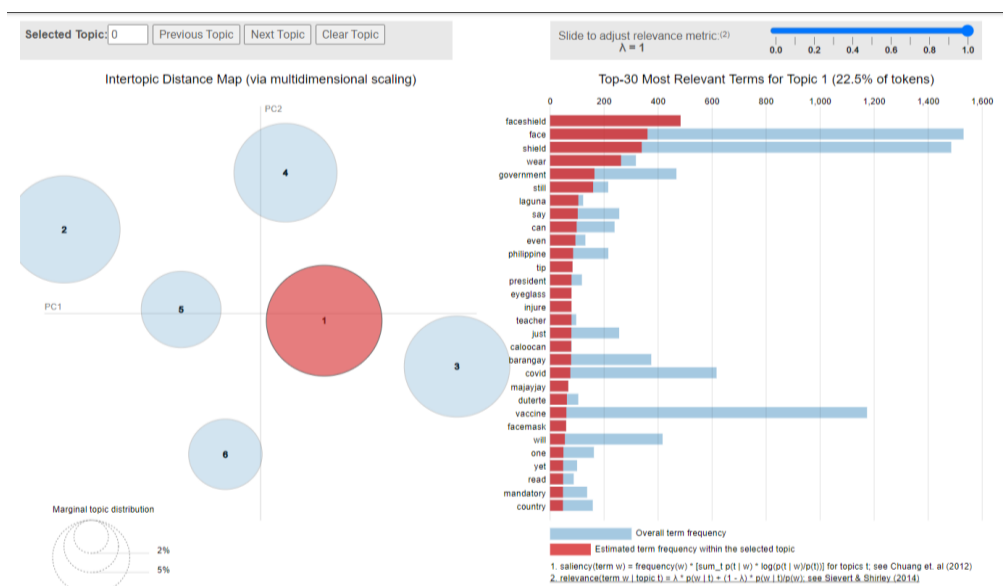 Selected Topic: 0 Previous Topic Next Topic Clear Topic
Slide to adjust relevance metric:(2)
λ = 1
0.0 0.2 0.4 0.6 0.8 1.0
Intertopic Distance Map (via multidimensional scaling)
PC2
PC1
4
2
5
1
3
6
Marginal topic distribution
2%
5%
Top-30 Most Relevant Terms for Topic 1 (22.5% of tokens)
0 200 400 600 800 1,000 1,200 1,400 1,600
faceshield
face
shield
wear
government
still
laguna
say
can
even
philippine
tip
president
eyeglass
injure
teacher
just
caloocan
barangay
covid
majayjay
duterte
vaccine
facemask
will
one
yet
read
mandatory
country
Overall term frequency
Estimated term frequency within the selected topic
1. saliency(term w) = frequency(w) * [sum_t p(t | w) * log(p(t | w)/p(t))] for topics t; see Chuang et. al (2012)
2. relevance(term w | topic t) = λ * p(w | t) + (1 - λ) * p(w | t)/p(w); see Sievert & Shirley (2014)